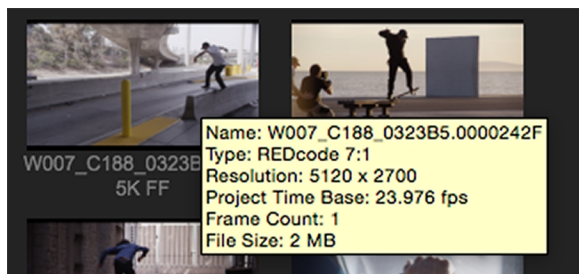 W007_C188_0323B
5K FF
Name: W007_C188_0323B5.0000242F
Type: REDcode 7:1
Resolution: 5120 x 2700
Project Time Base: 23.976 fps
Frame Count: 1
File Size: 2 MB